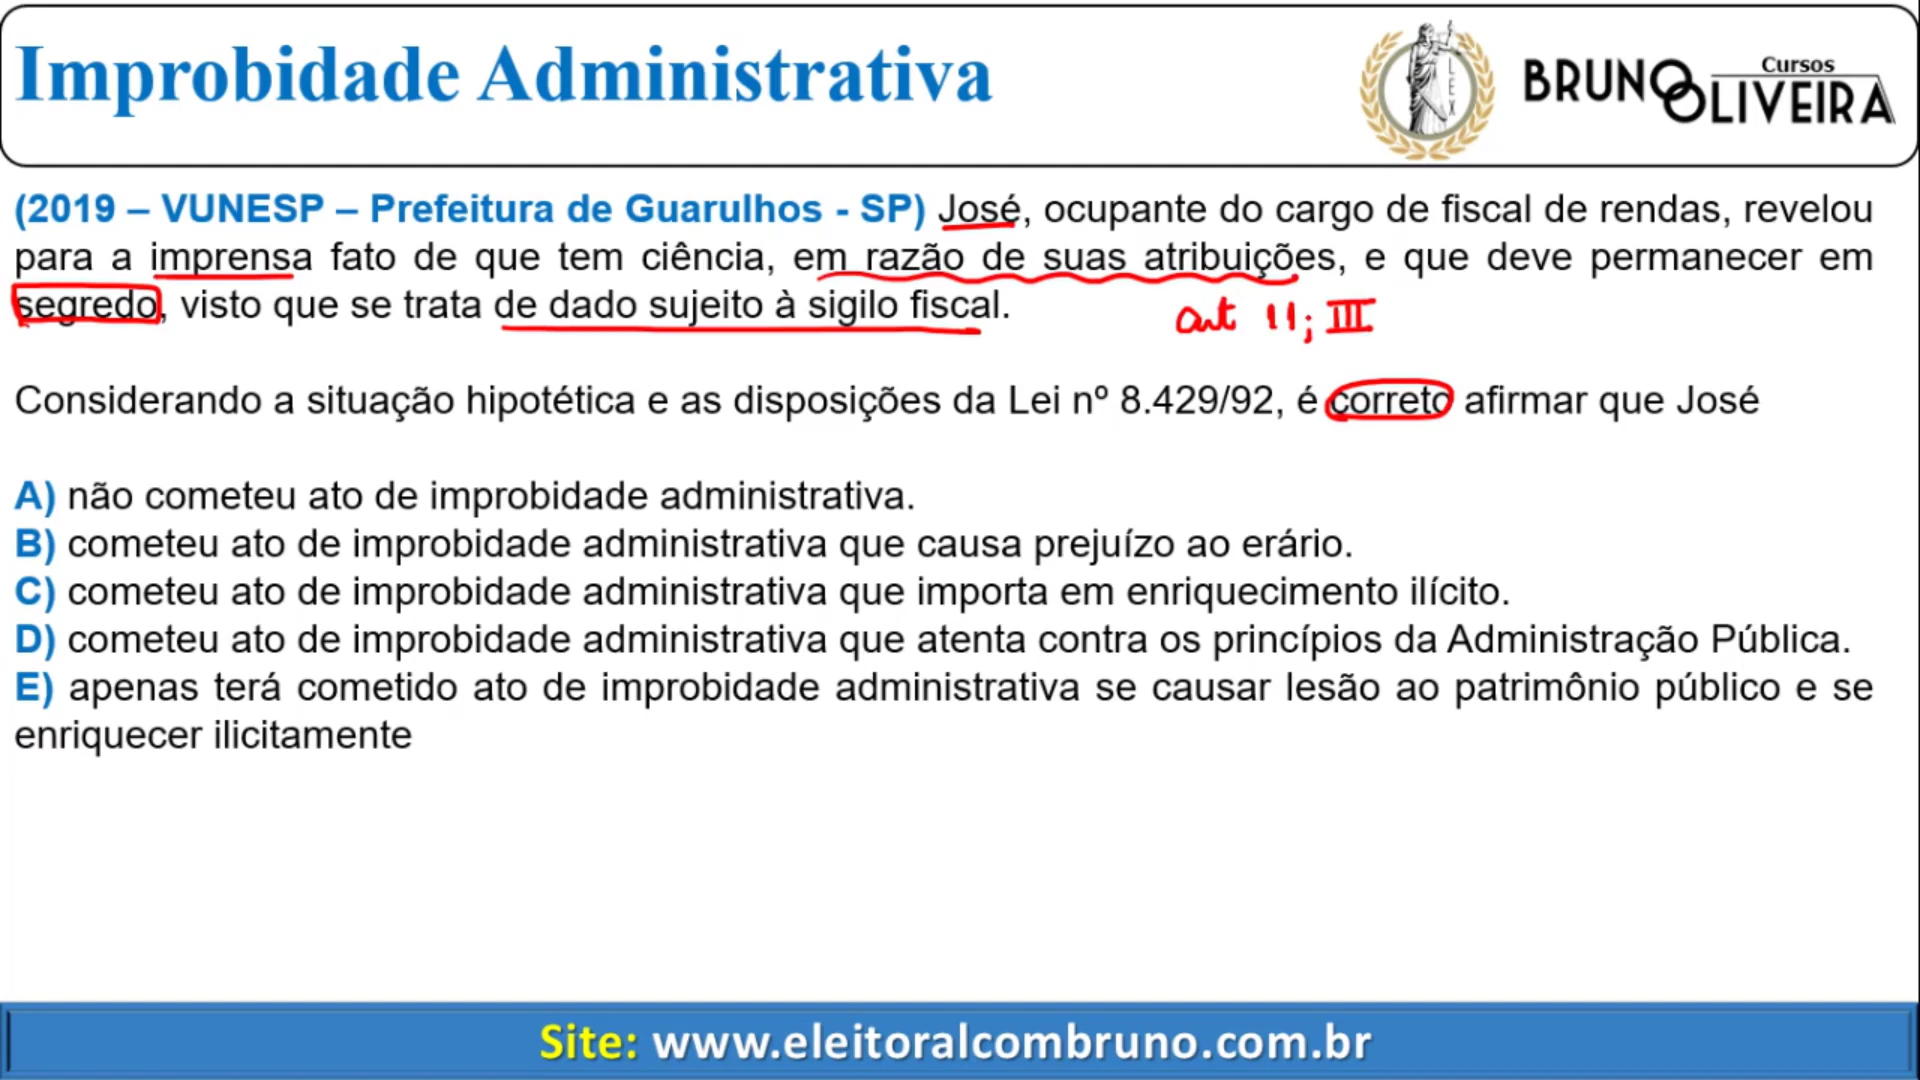 Improbidade Administrativa
LEX
Cursos
BRUNO OLIVEIRA
(2019 – VUNESP – Prefeitura de Guarulhos - SP) José, ocupante do cargo de fiscal de rendas, revelou
para a imprensa fato de que tem ciência, em razão de suas atribuições, e que deve permanecer em
segredo, visto que se trata de dado sujeito à sigilo fiscal.
art 11; III
Considerando a situação hipotética e as disposições da Lei nº 8.429/92, é correto afirmar que José
A) não cometeu ato de improbidade administrativa.
B) cometeu ato de improbidade administrativa que causa prejuízo ao erário.
C) cometeu ato de improbidade administrativa que importa em enriquecimento ilícito.
D) cometeu ato de improbidade administrativa que atenta contra os princípios da Administração Pública.
E) apenas terá cometido ato de improbidade administrativa se causar lesão ao patrimônio público e se
enriquecer ilicitamente
Site: www.eleitoralcombruno.com.br